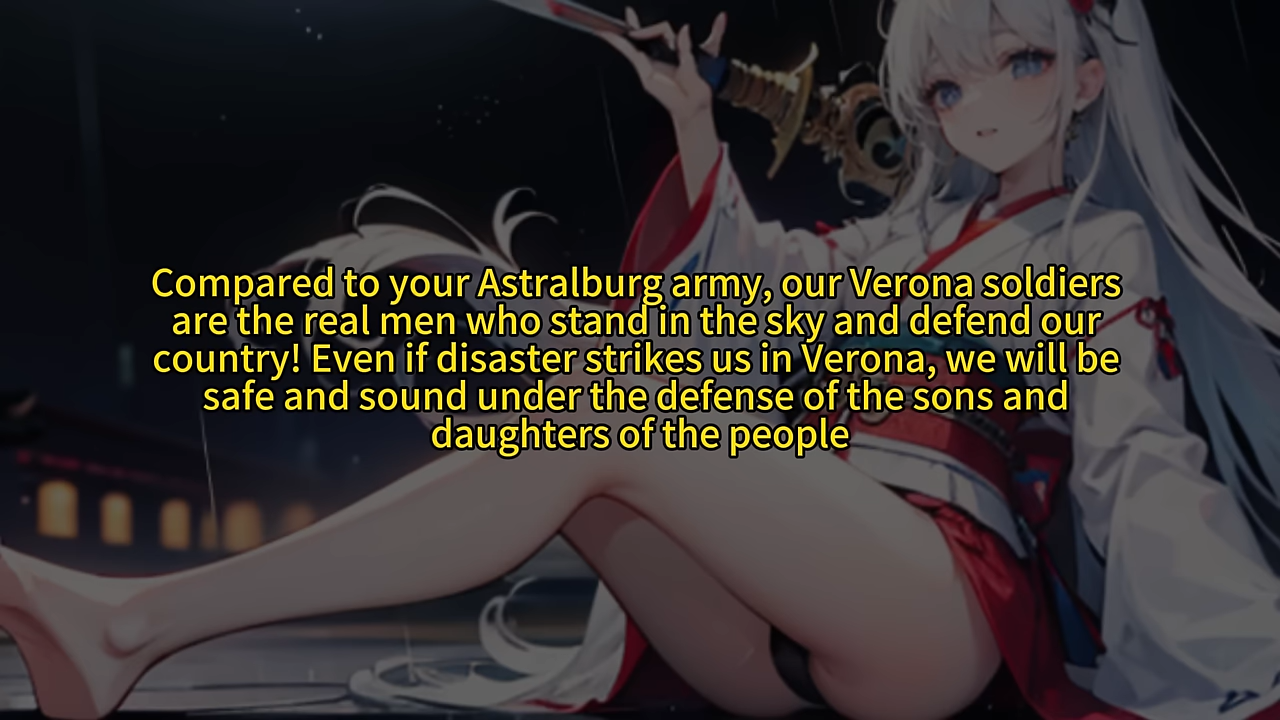 Compared to your Astralburg army, our Verona soldiers
are the real men who stand in the sky and defend our
country! Even if disaster strikes us in Verona, we will be
safe and sound under the defense of the sons and
daughters of the people